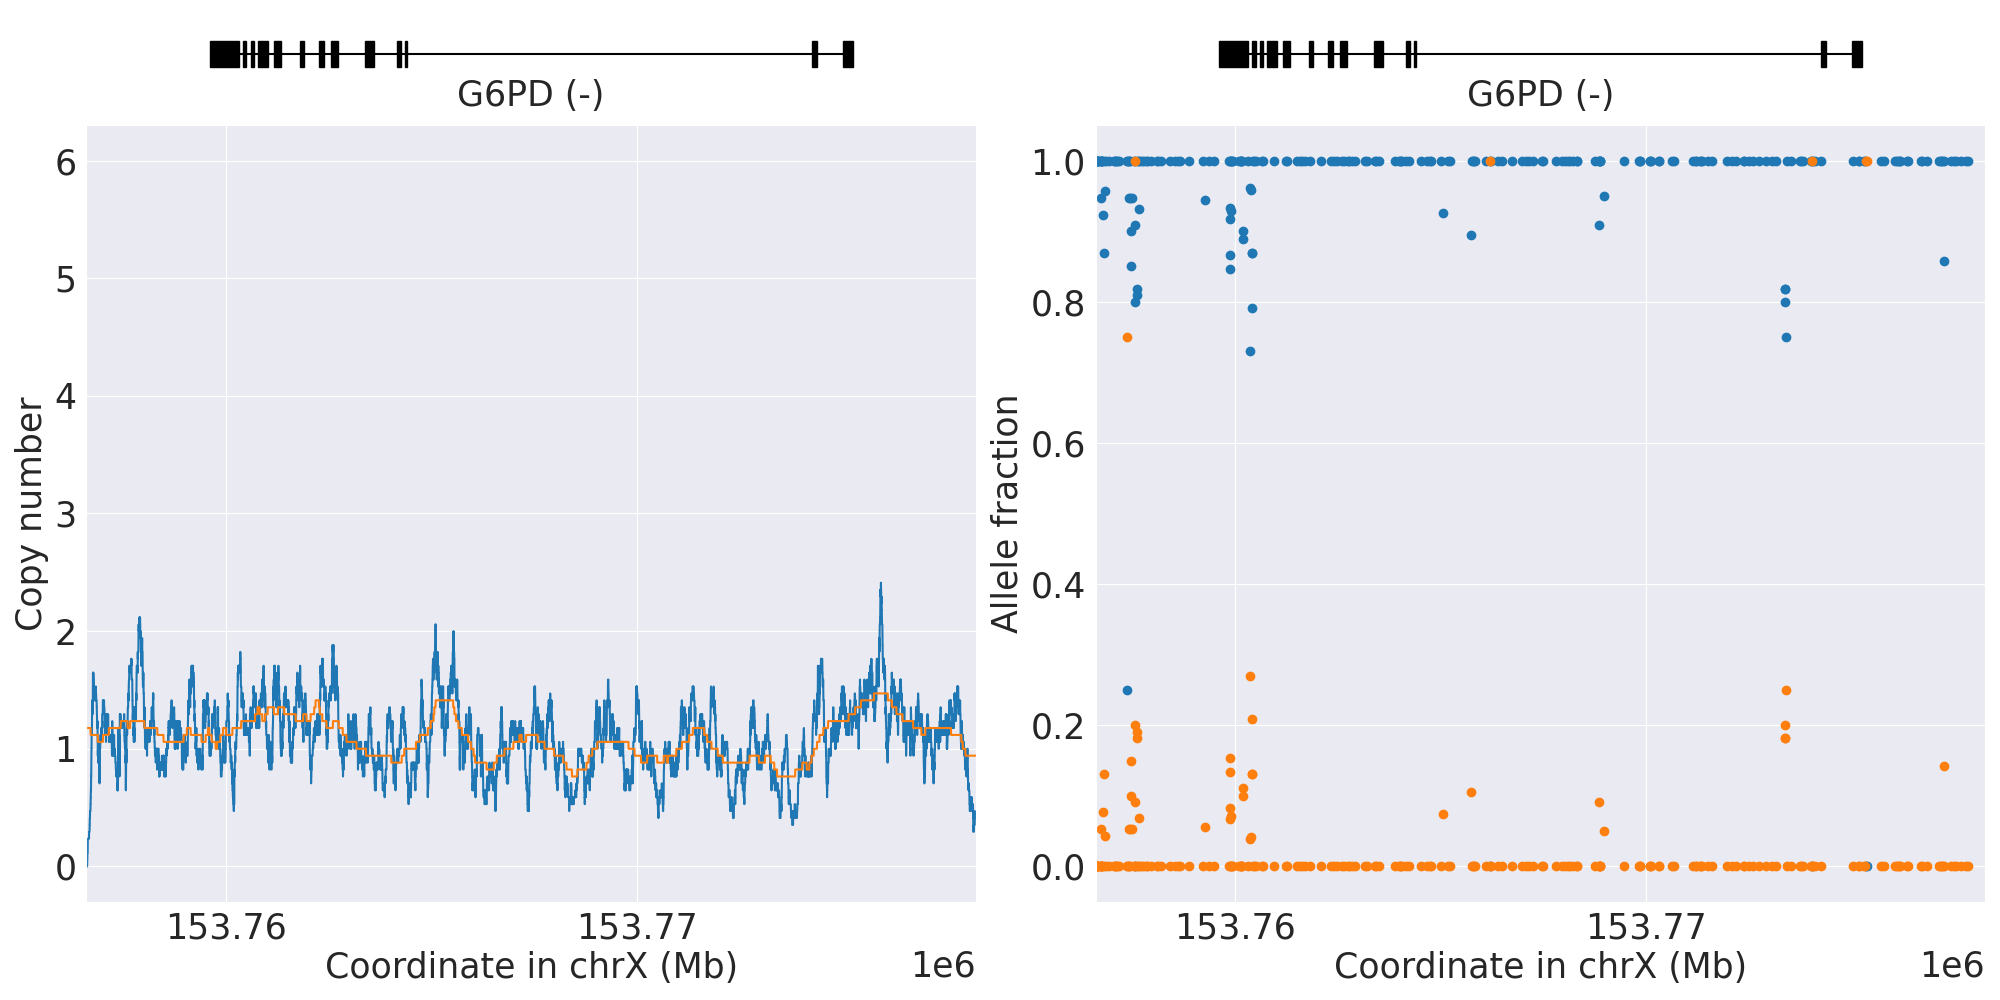 G6PD (-)
6
5
4
3
2
1
0
Copy number
153.76
153.77
Coordinate in chrX (Mb)
1e6
G6PD (-)
1.0
0.8
0.6
0.4
0.2
0.0
Allele fraction
153.76
153.77
Coordinate in chrX (Mb)
1e6